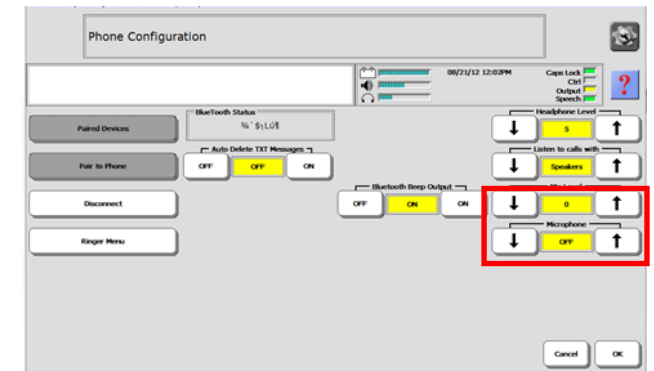 Phone Configuration
08/21/12 12:02PM
Caps Lock
Ctrl
Output
Speech
?
BlueTooth Status
Headphone Level
Paired Devices
↓ 5 ↑
Auto Delete TXT Messages
Listen to calls with
Pair to Phone
OFF OFF ON
↓ Speakers ↑
Bluetooth Beep Output
Disconnect
OFF ON ON
↓ 0 ↑
Microphone
Ringer Menu
↓ OFF ↑
Cancel
OK